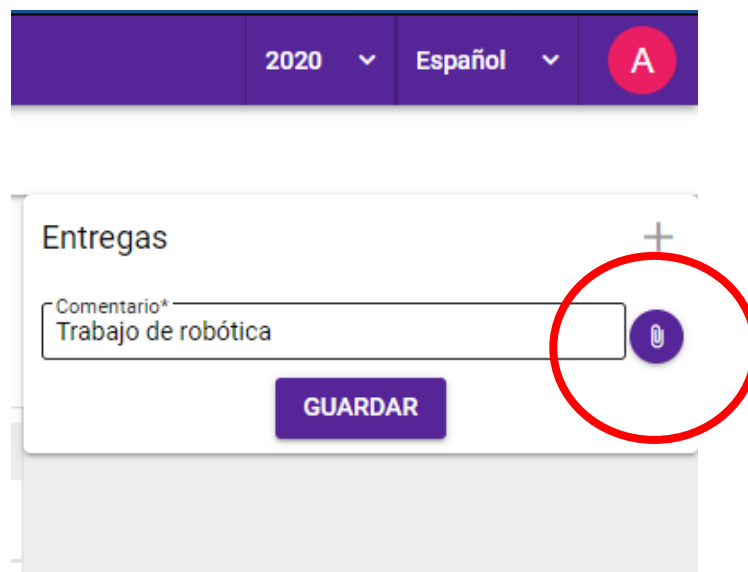 2020 Español A
Entregas
Comentario*
Trabajo de robótica
GUARDAR